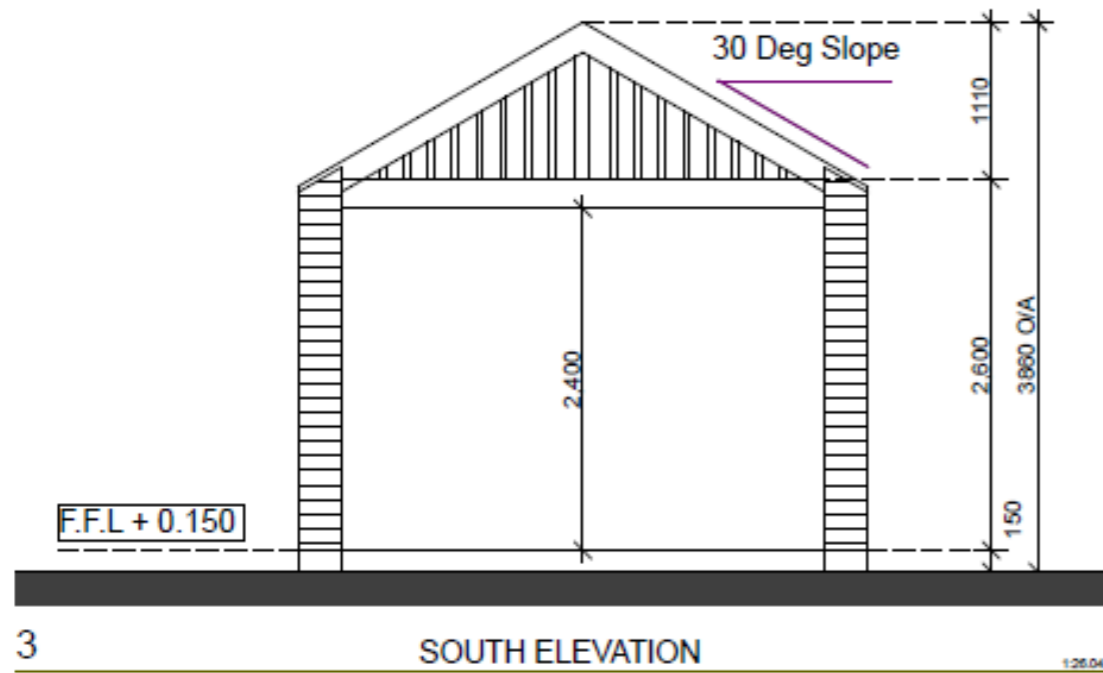 30 Deg Slope
1110
2,400
2,600
3860 O/A
F.F.L + 0.150
150
3
SOUTH ELEVATION